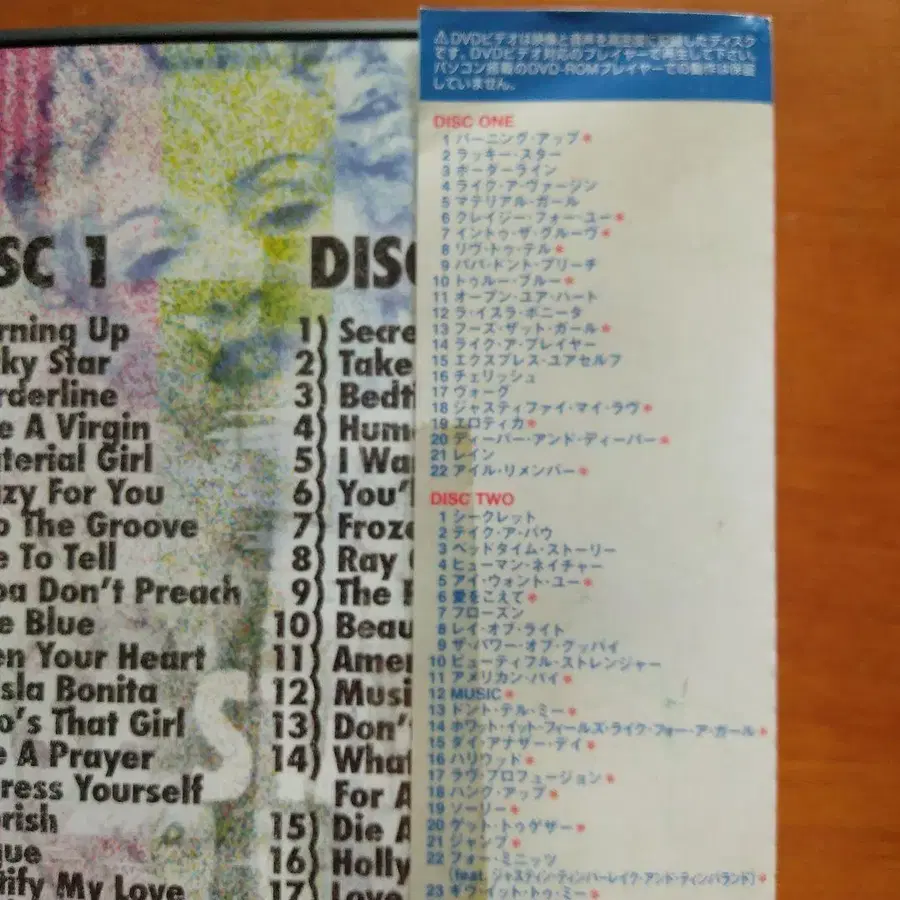 SC 1
rning Up
ky Star
rderline
e A Virgin
terial Girl
zy For You
o The Groove
e To Tell
pa Don't Preach
e Blue
en Your Heart
sla Bonita
o's That Girl
e A Prayer
ress Yourself
rish
gue
tify My Love
DISC
1) Secre
2) Take
3) Bedt
4) Hum
5) I Wa
6) You'l
7) Froze
8) Ray
9) The
10) Beau
11) Amer
12) Musi
13) Don'
14) What
For A
15) Die A
16) Holly
17) Love
⚠DVDビデオは映像と音声を高密度に記録したディスク
です。DVDビデオ対応のプレイヤーで再生して下さい。
パソコン搭載のDVD-ROMプレイヤーでの動作は保証
していません。
DISC ONE
1 バーニング・アップ*
2 ラッキー・スター
3 ボーダーライン
4 ライク・ア・ヴァージン
5 マテリアル・ガール
6 クレイジー・フォー・ユー*
7 イントゥ・ザ・グルーヴ*
8 リヴ・トゥ・テル*
9 パパ・ドント・プリーチ
10 トゥルー・ブルー*
11 オープン・ユア・ハート
12 ラ・イスラ・ボニータ
13 フーズ・ザット・ガール*
14 ライク・ア・プレイヤー
15 エクスプレス・ユアセルフ
16 チェリッシュ
17 ヴォーグ
18 ジャスティファイ・マイ・ラヴ*
19 エロティカ*
20 ディーパー・アンド・ディーパー*
21 レイン
22 アイル・リメンバー*
DISC TWO
1 シークレット
2 テイク・ア・バウ
3 ベッドタイム・ストーリー
4 ヒューマン・ネイチャー
5 アイ・ウォント・ユー*
6 愛をこえて*
7 フローズン
8 レイ・オブ・ライト
9 ザ・パワー・オブ・グッバイ
10 ビューティフル・ストレンジャー
11 アメリカン・パイ*
12 MUSIC*
13 ドント・テル・ミー*
14 ホワット・イット・フィールズ・ライク・フォー・ア・ガール*
15 ダイ・アナザー・デイ*
16 ハリウッド*
17 ラヴ・プロフュージョン*
18 ハング・アップ*
19 ソーリー*
20 ゲット・トゥゲザー*
21 ジャンプ*
22 フォー・ミニッツ
(feat. ジャスティン・ティンバーレイク・アンド・ティンバランド)*
23 ギヴ・イット・トゥ・ミー*